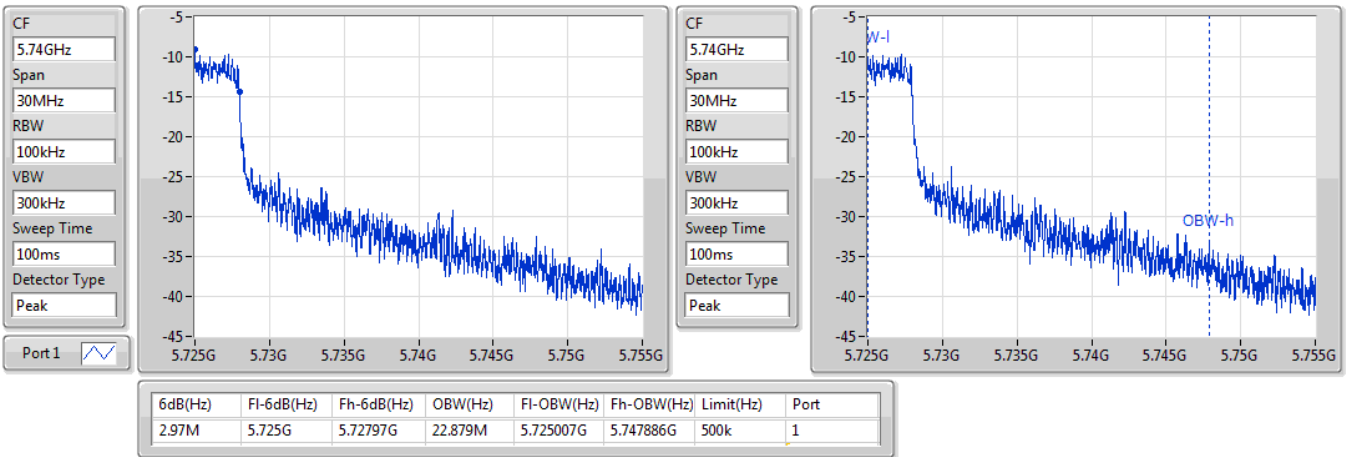 CF
5.74GHz
Span
30MHz
RBW
100kHz
VBW
300kHz
Sweep Time
100ms
Detector Type
Peak
Port 1
-5
-10
-15
-20
-25
-30
-35
-40
-45
5.725G 5.73G 5.735G 5.74G 5.745G 5.75G 5.755G
CF
5.74GHz
Span
30MHz
RBW
100kHz
VBW
300kHz
Sweep Time
100ms
Detector Type
Peak
-5
-10
-15
-20
-25
-30
-35
-40
-45
W-l
OBW-h
5.725G 5.73G 5.735G 5.74G 5.745G 5.75G 5.755G
6dB(Hz) Fl-6dB(Hz) Fh-6dB(Hz) OBW(Hz) Fl-OBW(Hz) Fh-OBW(Hz) Limit(Hz) Port
2.97M 5.725G 5.72797G 22.879M 5.725007G 5.747886G 500k 1